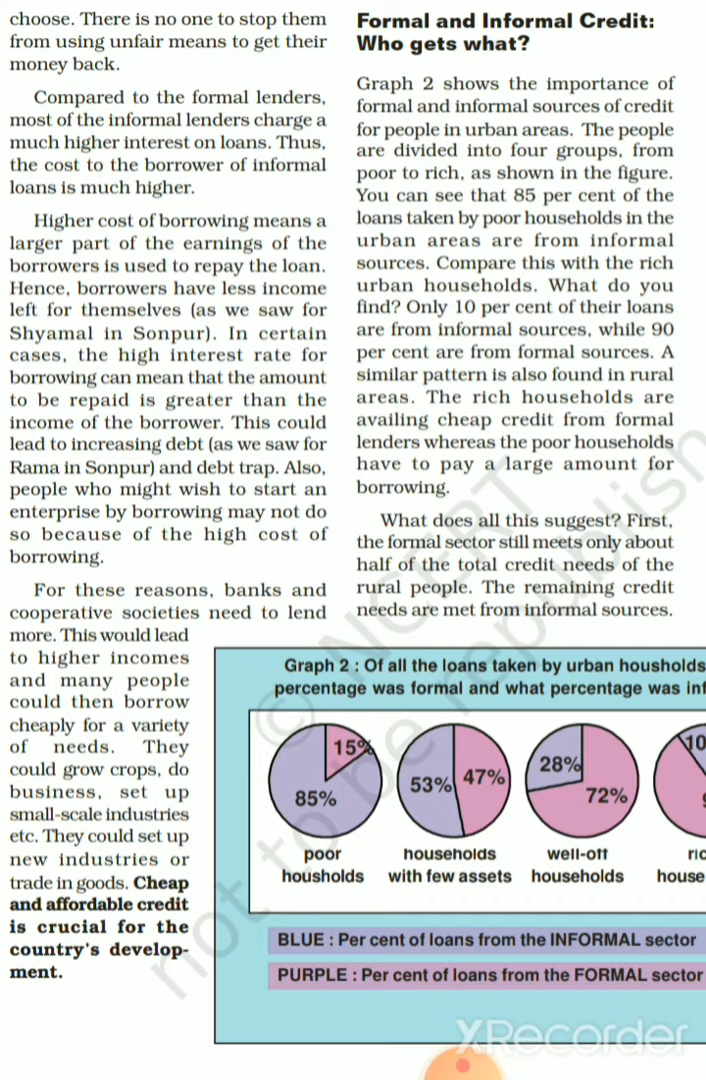 choose. There is no one to stop them
from using unfair means to get their
money back.
Compared to the formal lenders,
most of the informal lenders charge a
much higher interest on loans. Thus,
the cost to the borrower of informal
loans is much higher.
Higher cost of borrowing means a
larger part of the earnings of the
borrowers is used to repay the loan.
Hence, borrowers have less income
left for themselves (as we saw for
Shyamal in Sonpur). In certain
cases, the high interest rate for
borrowing can mean that the amount
to be repaid is greater than the
income of the borrower. This could
lead to increasing debt (as we saw for
Rama in Sonpur) and debt trap. Also,
people who might wish to start an
enterprise by borrowing may not do
so because of the high cost of
borrowing.
For these reasons, banks and
cooperative societies need to lend
more. This would lead
to higher incomes
and many people
could then borrow
cheaply for a variety
of needs. They
could grow crops, do
business, set up
small-scale industries
etc. They could set up
new industries or
trade in goods. Cheap
and affordable credit
is crucial for the
country's develop-
ment.
Formal and Informal Credit:
Who gets what?
Graph 2 shows the importance of
formal and informal sources of credit
for people in urban areas. The people
are divided into four groups, from
poor to rich, as shown in the figure.
You can see that 85 per cent of the
loans taken by poor households in the
urban areas are from informal
sources. Compare this with the rich
urban households. What do you
find? Only 10 per cent of their loans
are from informal sources, while 90
per cent are from formal sources. A
similar pattern is also found in rural
areas. The rich households are
availing cheap credit from formal
lenders whereas the poor households
have to pay a large amount for
borrowing.
What does all this suggest? First,
the formal sector still meets only about
half of the total credit needs of the
rural people. The remaining credit
needs are met from informal sources.
Graph 2 : Of all the loans taken by urban housholds
percentage was formal and what percentage was inf
15%
85%
53% 47%
28%
72%
10
poor
housholds
households
with few assets
well-off
households
ric
house
BLUE : Per cent of loans from the INFORMAL sector
PURPLE : Per cent of loans from the FORMAL sector
© NCERT
not to be republish
XRecorder